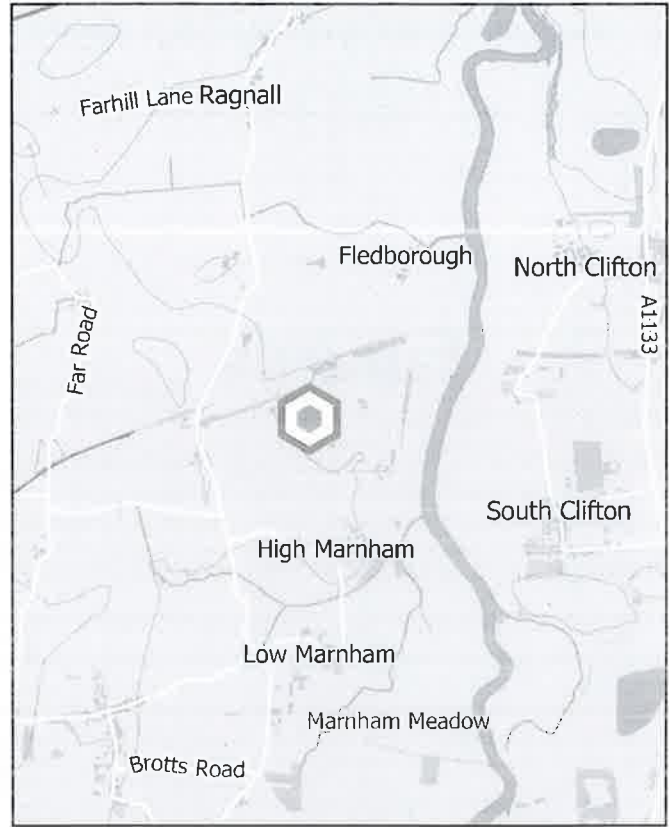 Farhill Lane Ragnall
Fledborough
North Clifton
A1133
Far Road
South Clifton
High Marnham
Low Marnham
Marnham Meadow
Brotts Road